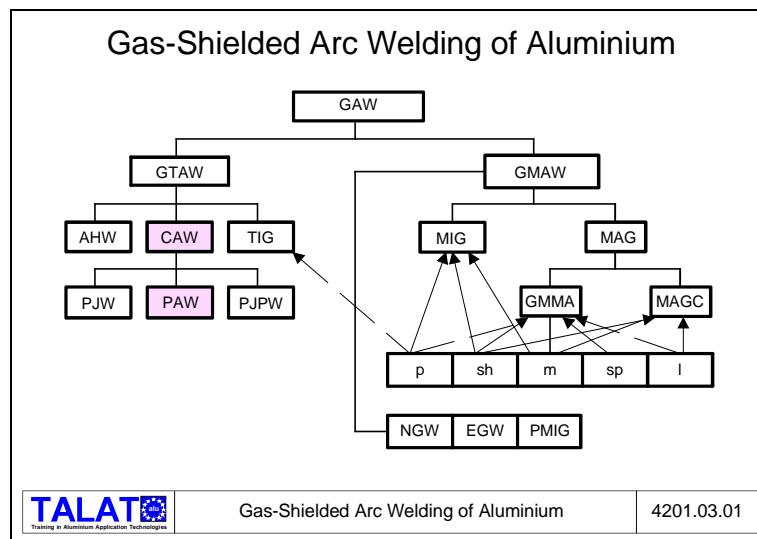 Gas-Shielded Arc Welding of Aluminium
GAW
GTAW
GMAW
AHW
CAW
TIG
MIG
MAG
PJW
PAW
PJPW
GMMA
MAGC
p
sh
m
sp
l
NGW
EGW
PMIG
TALAT
alu
Training in Aluminium Application Technologies
Gas-Shielded Arc Welding of Aluminium
4201.03.01